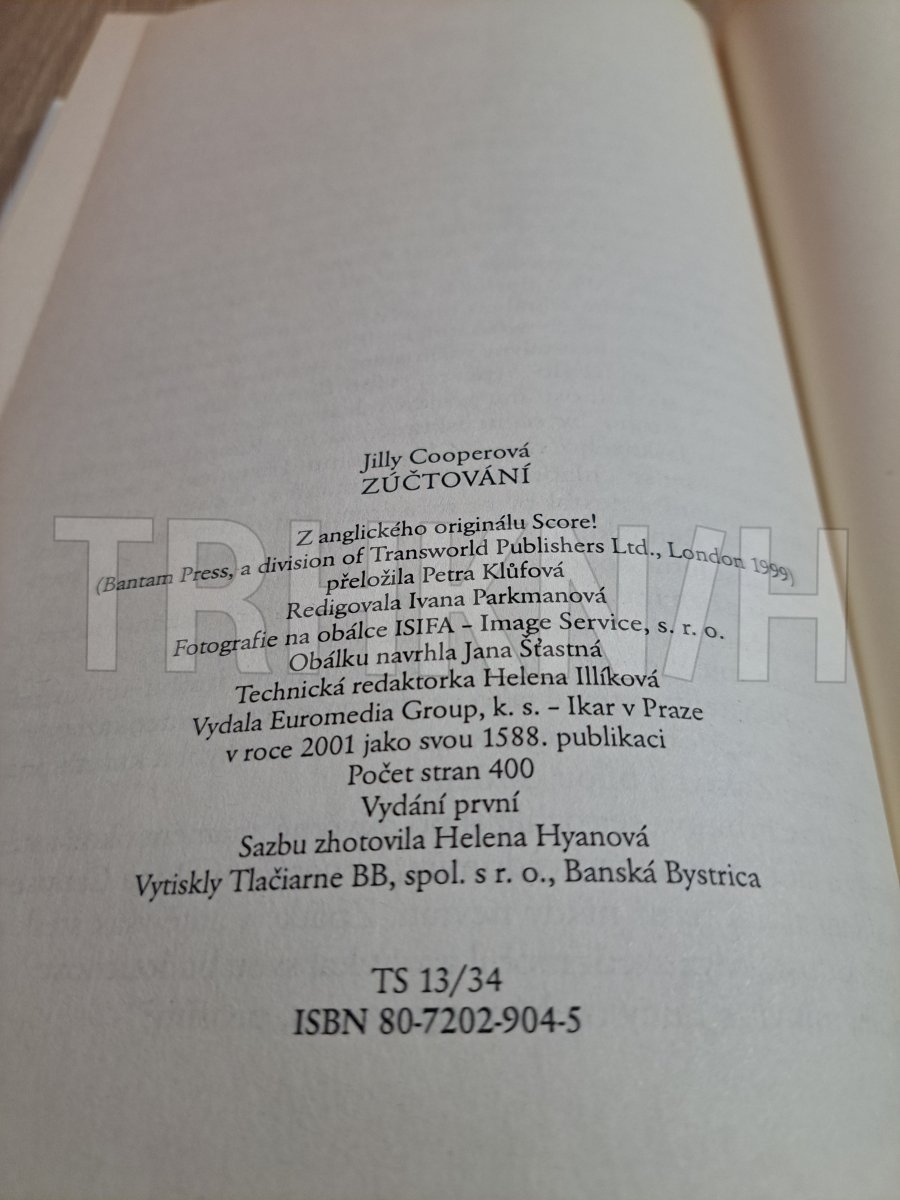 Jilly Cooperová
ZÚČTOVÁNÍ
Z anglického originálu Score!
(Bantam Press, a division of Transworld Publishers Ltd., London 1999)
přeložila Petra Klůfová
Redigovala Ivana Parkmanová
Fotografie na obálce ISIFA – Image Service, s. r. o.
Obálku navrhla Jana Šťastná
Technická redaktorka Helena Illíková
Vydala Euromedia Group, k. s. – Ikar v Praze
v roce 2001 jako svou 1588. publikaci
Počet stran 400
Vydání první
Sazbu zhotovila Helena Hyanová
Vytiskly Tlačiarne BB, spol. s r. o., Banská Bystrica
TS 13/34
ISBN 80-7202-904-5